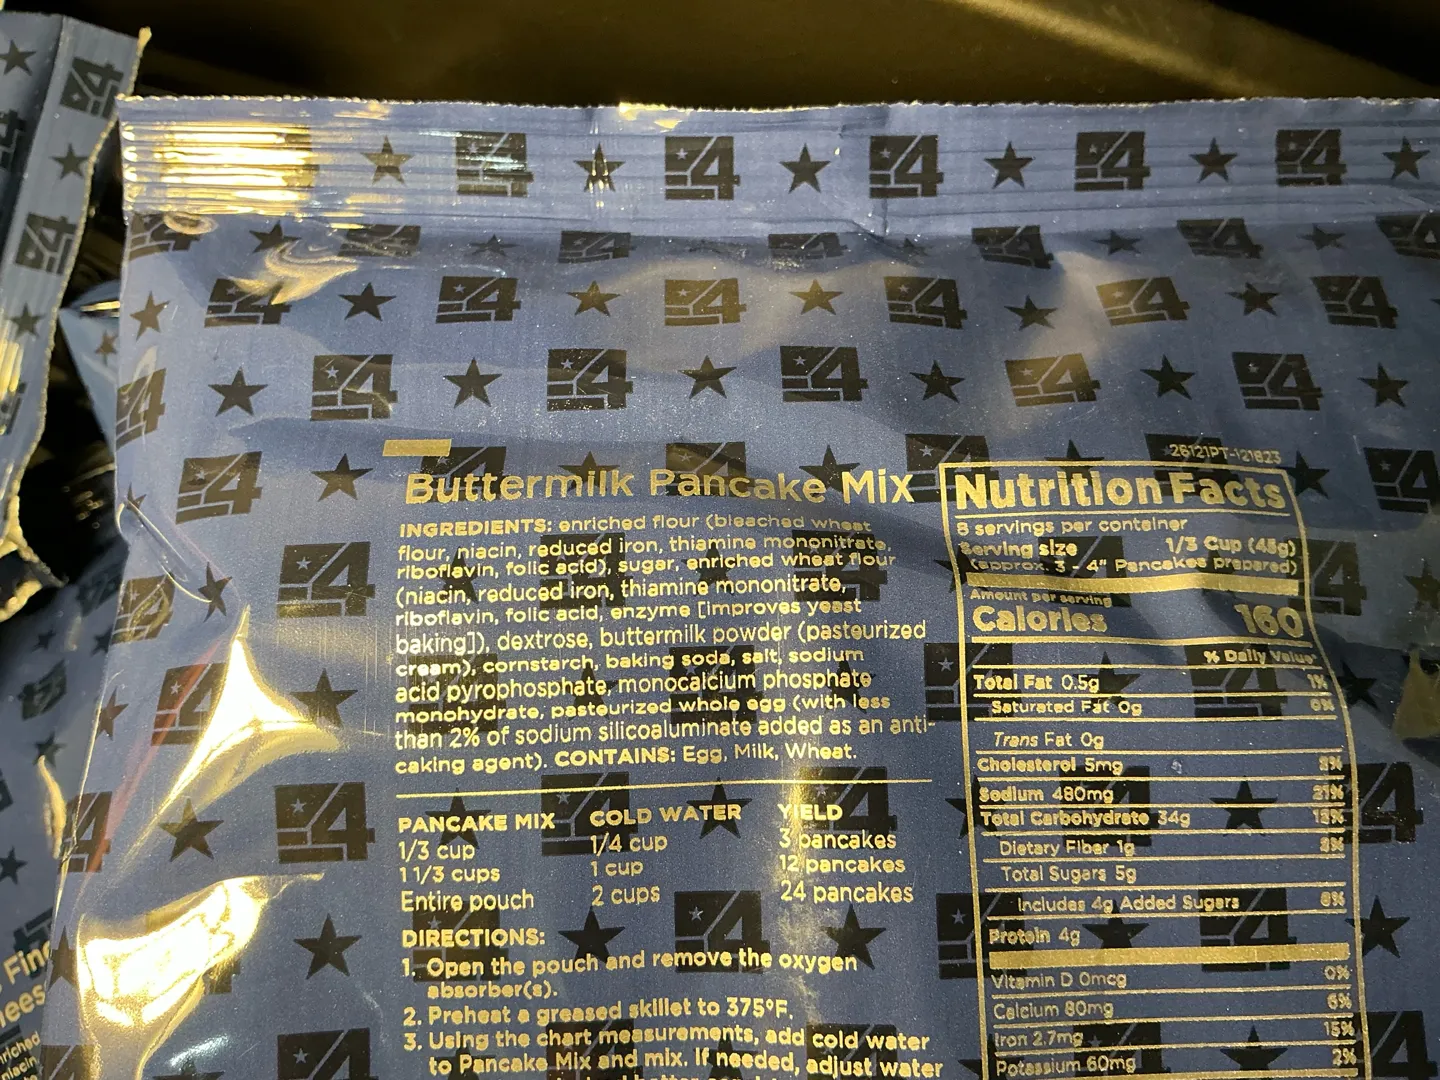 Buttermilk Pancake Mix
INGREDIENTS: enriched flour (bleached wheat
flour, niacin, reduced iron, thiamine mononitrate,
riboflavin, folic acid), sugar, enriched wheat flour
(niacin, reduced iron, thiamine mononitrate,
riboflavin, folic acid, enzyme [improves yeast
baking]), dextrose, buttermilk powder (pasteurized
cream), cornstarch, baking soda, salt, sodium
acid pyrophosphate, monocalcium phosphate
monohydrate, pasteurized whole egg (with less
than 2% of sodium silicoaluminate added as an anti-
caking agent). CONTAINS: Egg, Milk, Wheat.
PANCAKE MIX COLD WATER YIELD
1/3 cup 1/4 cup 3 pancakes
1 1/3 cups 1 cup 12 pancakes
Entire pouch 2 cups 24 pancakes
DIRECTIONS:
1. Open the pouch and remove the oxygen
absorber(s).
2. Preheat a greased skillet to 375°F.
3. Using the chart measurements, add cold water
to Pancake Mix and mix. If needed, adjust water
26121PT-121823
Nutrition Facts
8 servings per container
Serving size 1/3 Cup (45g)
(approx. 3 - 4" Pancakes prepared)
Amount per serving
Calories 160
% Daily Value*
Total Fat 0.5g 1%
Saturated Fat 0g 0%
Trans Fat 0g
Cholesterol 5mg 2%
Sodium 480mg 21%
Total Carbohydrate 34g 12%
Dietary Fiber 1g
Total Sugars 5g
Includes 4g Added Sugars 8%
Protein 4g
Vitamin D 0mcg 0%
Calcium 80mg 6%
Iron 2.7mg 15%
Potassium 60mg 2%
4